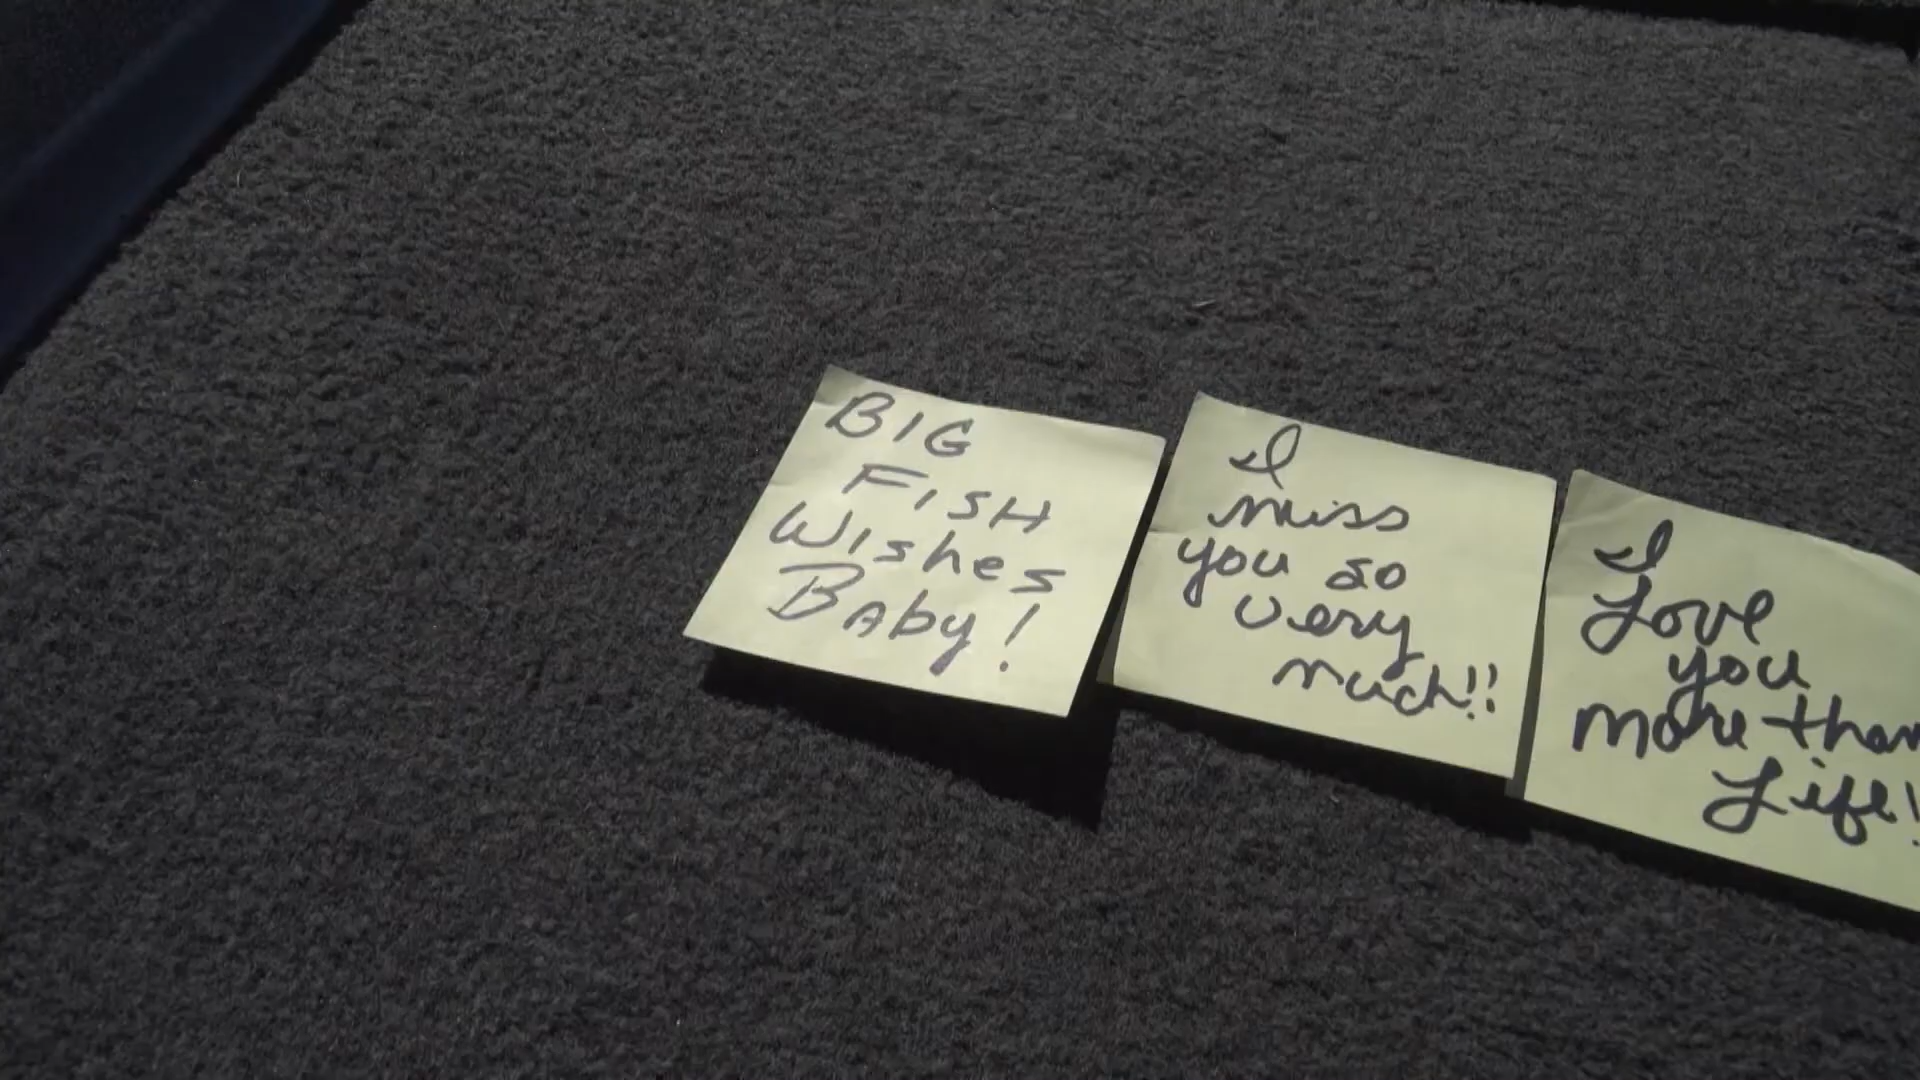 BIG
FISH
Wishes
BAby!
I
miss
you so
very
much!!
I
Love
you
more than
Life!